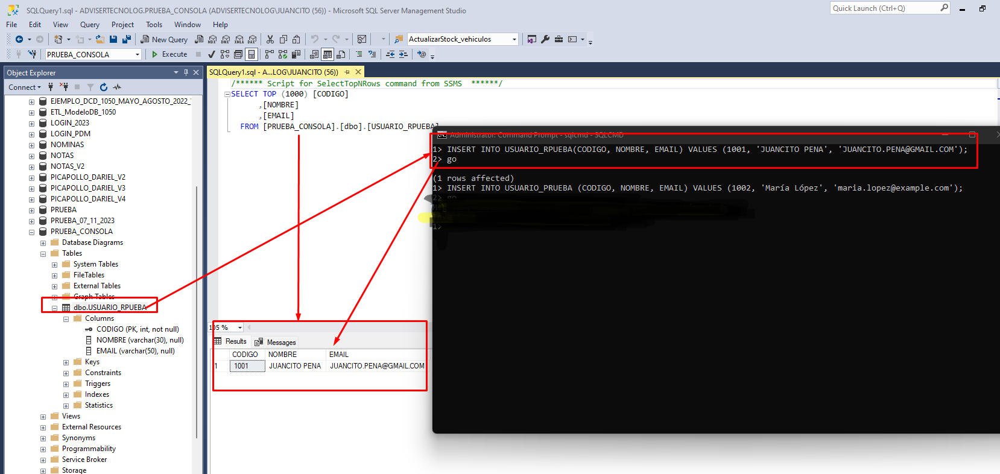 SQLQuery1.sql - ADVISERTECNOLOG.PRUEBA_CONSOLA (ADVISERTECNOLOG\JUANCITO (56)) - Microsoft SQL Server Management Studio
Quick Launch (Ctrl+Q)
File Edit View Query Project Tools Window Help
New Query
MDX DMX XMLA DAX
ActualizarStock_vehiculos
PRUEBA_CONSOLA
Execute
Object Explorer
Connect
EJEMPLO_DCD_1050_MAYO_AGOSTO_2022_
ETL_ModeloDB_1050
LOGIN_2023
LOGIN_PDM
NOMINAS
NOTAS
NOTAS_V2
PICAPOLLO_DARIEL_V2
PICAPOLLO_DARIEL_V3
PICAPOLLO_DARIEL_V4
PRUEBA
PRUEBA_07_11_2023
PRUEBA_CONSOLA
Database Diagrams
Tables
System Tables
FileTables
External Tables
Graph Tables
dbo.USUARIO_RPUEBA
Columns
CODIGO (PK, int, not null)
NOMBRE (varchar(30), null)
EMAIL (varchar(50), null)
Keys
Constraints
Triggers
Indexes
Statistics
Views
External Resources
Synonyms
Programmability
Service Broker
Storage
SQLQuery1.sql - A...LOG\JUANCITO (56))
/****** Script for SelectTopNRows command from SSMS ******/
SELECT TOP (1000) [CODIGO]
,[NOMBRE]
,[EMAIL]
FROM [PRUEBA_CONSOLA].[dbo].[USUARIO_RPUEBA]
105 %
Results Messages
CODIGO NOMBRE EMAIL
1 1001 JUANCITO PENA JUANCITO.PENA@GMAIL.COM
Administrator: Command Prompt - sqlcmd - SQLCMD
1> INSERT INTO USUARIO_RPUEBA(CODIGO, NOMBRE, EMAIL) VALUES (1001, 'JUANCITO PENA', 'JUANCITO.PENA@GMAIL.COM');
2> go
(1 rows affected)
1> INSERT INTO USUARIO_PRUEBA (CODIGO, NOMBRE, EMAIL) VALUES (1002, 'María López', 'maria.lopez@example.com');
2> go
1>